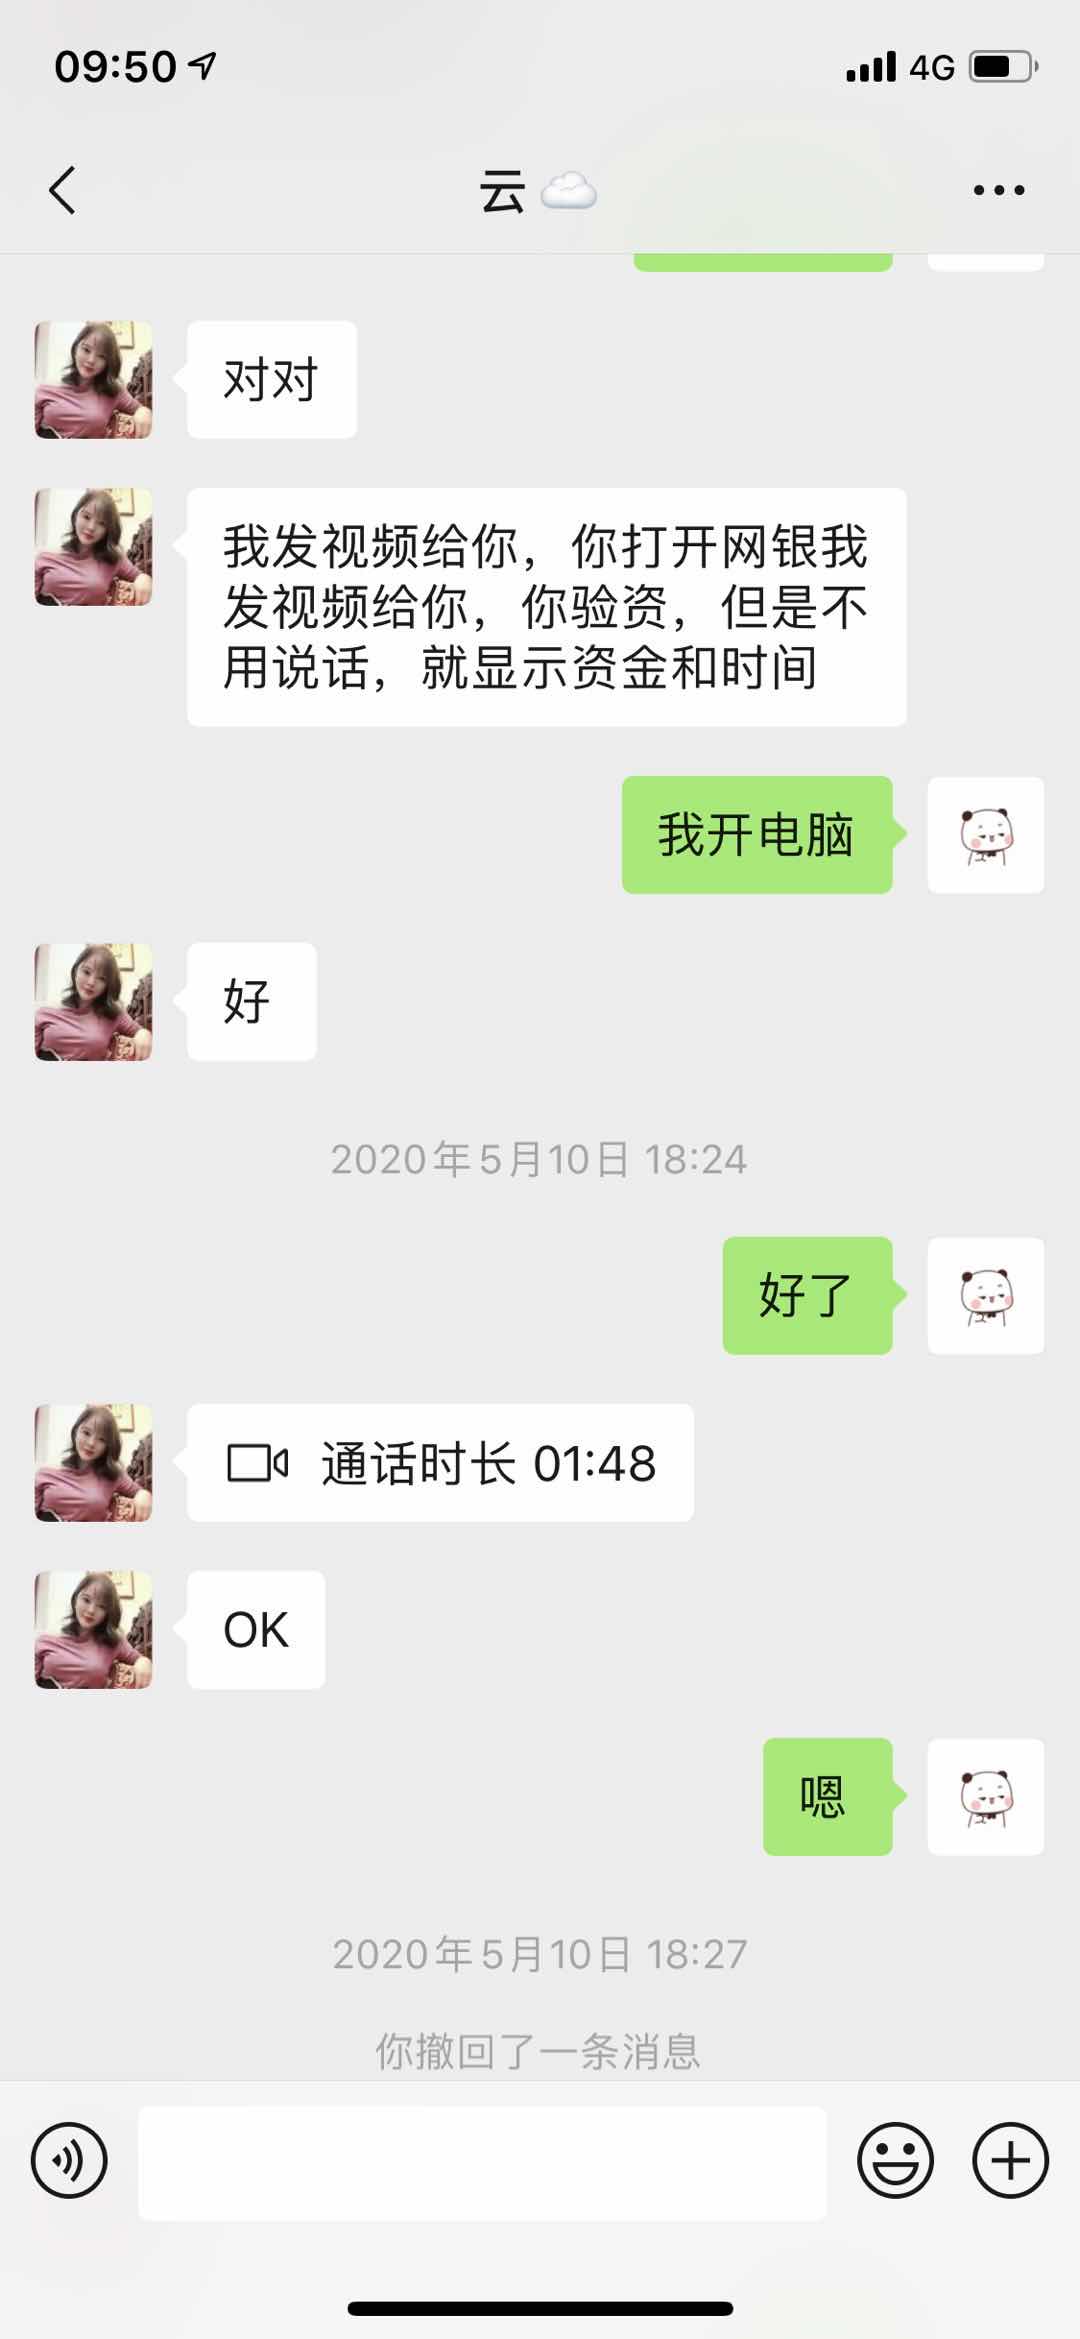 09:50
4G
云
对对
我发视频给你，你打开网银我
发视频给你，你验资，但是不
用说话，就显示资金和时间
我开电脑
好
2020年5月10日 18:24
好了
通话时长 01:48
OK
嗯
2020年5月10日 18:27
你撤回了一条消息